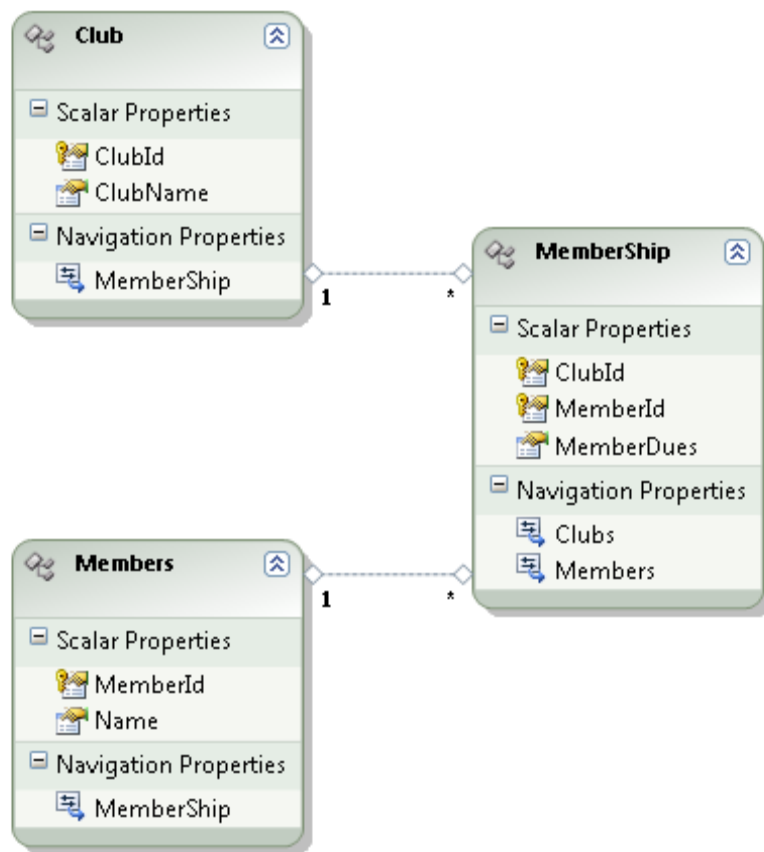 Club
Scalar Properties
ClubId
ClubName
Navigation Properties
MemberShip
1
*
MemberShip
Scalar Properties
ClubId
MemberId
MemberDues
Navigation Properties
Clubs
Members
Members
1
*
Scalar Properties
MemberId
Name
Navigation Properties
MemberShip